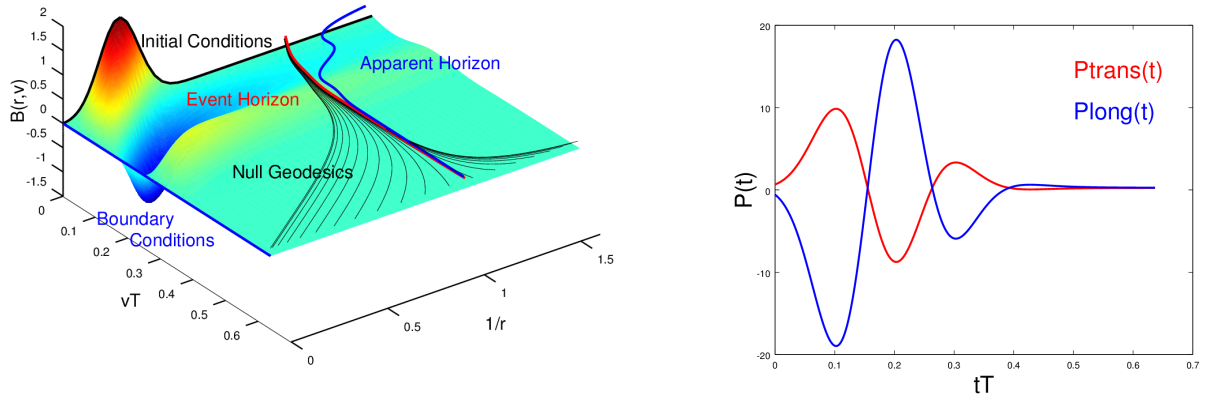 2
1.5
1
0.5
0
-0.5
-1
-1.5
B(r,v)
Initial Conditions
Apparent Horizon
Event Horizon
Null Geodesics
Boundary
Conditions
0
0.1
0.2
0.3
0.4
0.5
0.6
vT
0
0.5
1
1.5
1/r
20
10
0
-10
-20
P(t)
Ptrans(t)
Plong(t)
0
0.1
0.2
0.3
0.4
0.5
0.6
0.7
tT